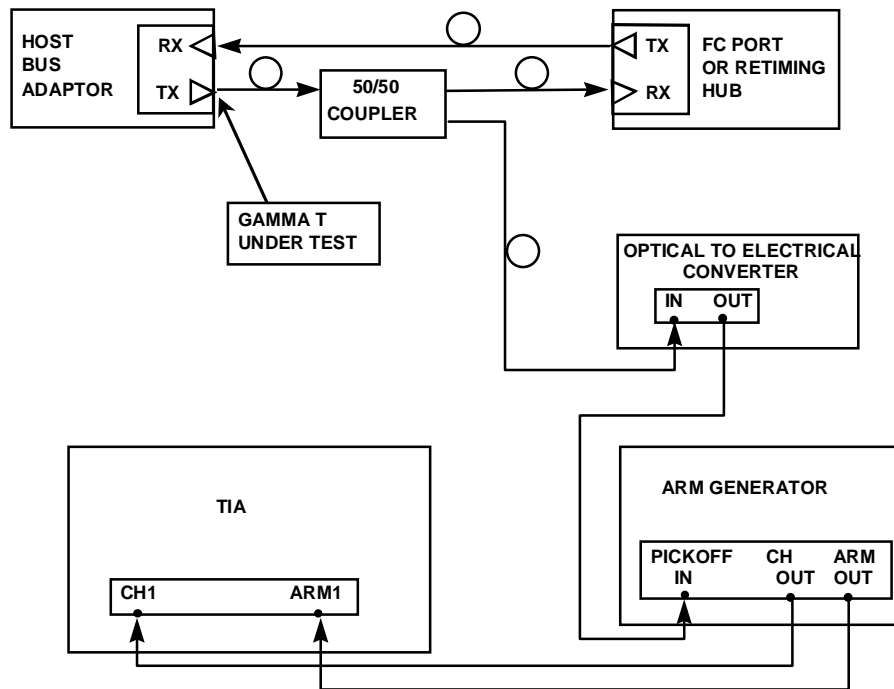 HOST
BUS
ADAPTOR
RX
TX
50/50
COUPLER
TX
RX
FC PORT
OR RETIMING
HUB
GAMMA T
UNDER TEST
OPTICAL TO ELECTRICAL
CONVERTER
IN OUT
TIA
CH1 ARM1
ARM GENERATOR
PICKOFF CH ARM
IN OUT OUT